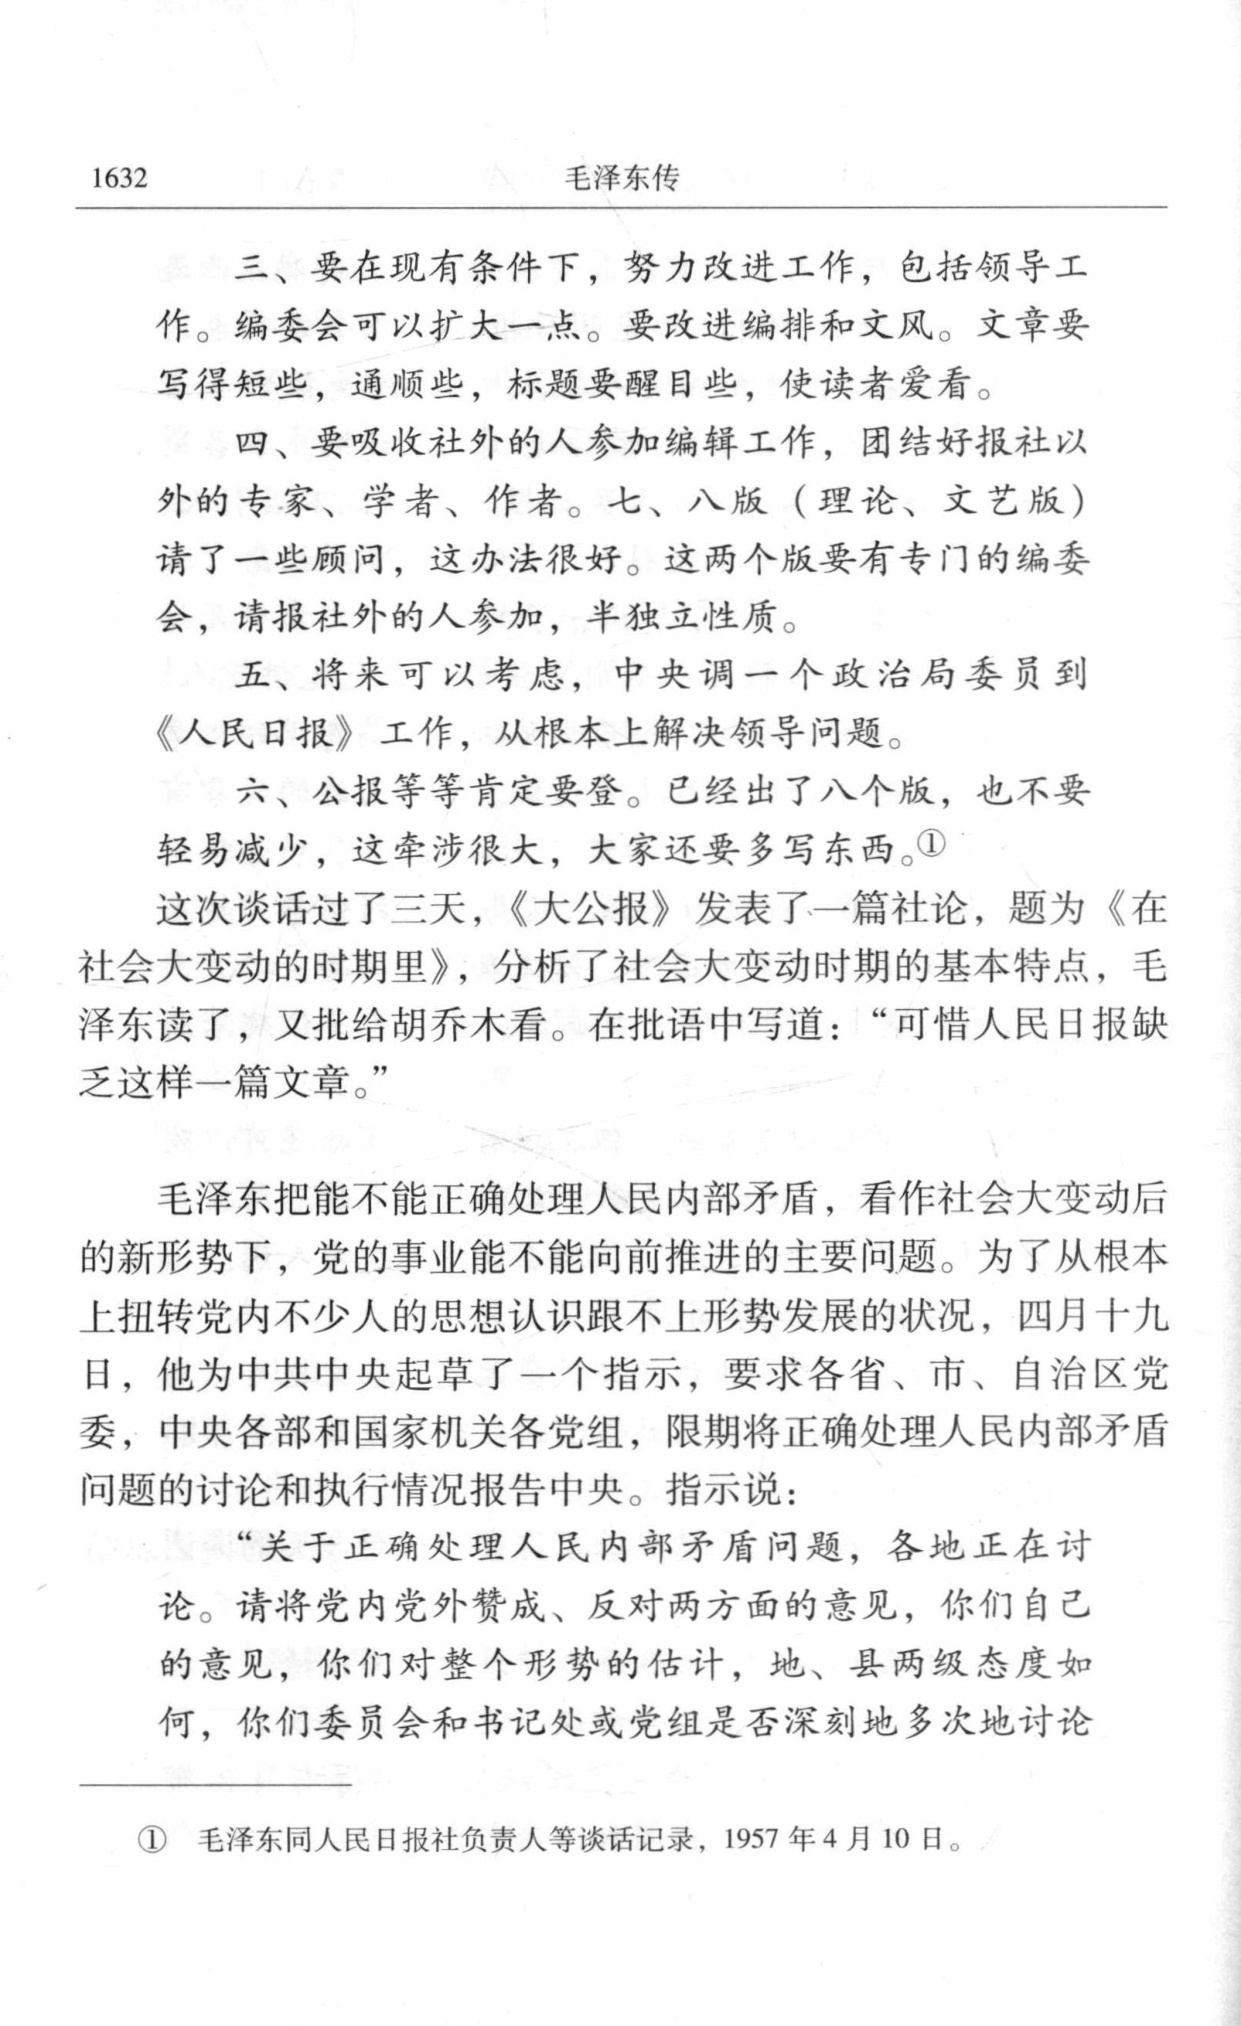 1632
毛泽东传
三、要在现有条件下，努力改进工作，包括领导工
作。编委会可以扩大一点。要改进编排和文风。文章要
写得短些，通顺些，标题要醒目些，使读者爱看。
四、要吸收社外的人参加编辑工作，团结好报社以
外的专家、学者、作者。七、八版（理论、文艺版）
请了一些顾问，这办法很好。这两个版要有专门的编委
会，请报社外的人参加，半独立性质。
五、将来可以考虑，中央调一个政治局委员到
《人民日报》工作，从根本上解决领导问题。
六、公报等等肯定要登。已经出了八个版，也不要
轻易减少，这牵涉很大，大家还要多写东西。①
这次谈话过了三天，《大公报》发表了一篇社论，题为《在
社会大变动的时期里》，分析了社会大变动时期的基本特点，毛
泽东读了，又批给胡乔木看。在批语中写道：“可惜人民日报缺
乏这样一篇文章。”
毛泽东把能不能正确处理人民内部矛盾，看作社会大变动后
的新形势下，党的事业能不能向前推进的主要问题。为了从根本
上扭转党内不少人的思想认识跟不上形势发展的状况，四月十九
日，他为中共中央起草了一个指示，要求各省、市、自治区党
委，中央各部和国家机关各党组，限期将正确处理人民内部矛盾
问题的讨论和执行情况报告中央。指示说：
“关于正确处理人民内部矛盾问题，各地正在讨
论。请将党内党外赞成、反对两方面的意见，你们自己
的意见，你们对整个形势的估计，地、县两级态度如
何，你们委员会和书记处或党组是否深刻地多次地讨论
① 毛泽东同人民日报社负责人等谈话记录，1957 年 4 月 10 日。